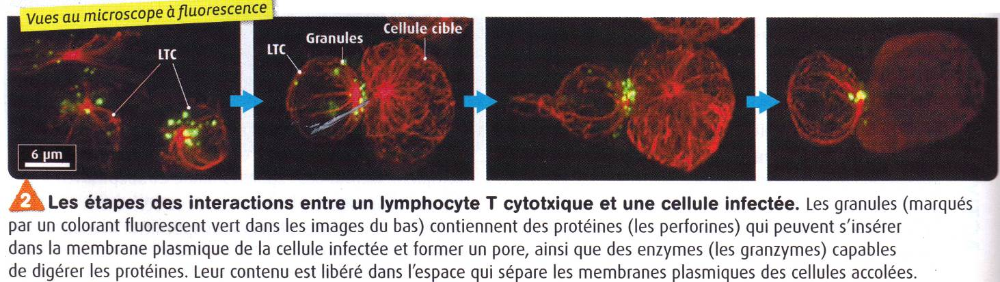 Vues au microscope à fluorescence
LTC
LTC
Granules
Cellule cible
6 µm
2 Les étapes des interactions entre un lymphocyte T cytotxique et une cellule infectée. Les granules (marqués
par un colorant fluorescent vert dans les images du bas) contiennent des protéines (les perforines) qui peuvent s'insérer
dans la membrane plasmique de la cellule infectée et former un pore, ainsi que des enzymes (les granzymes) capables
de digérer les protéines. Leur contenu est libéré dans l'espace qui sépare les membranes plasmiques des cellules accolées.